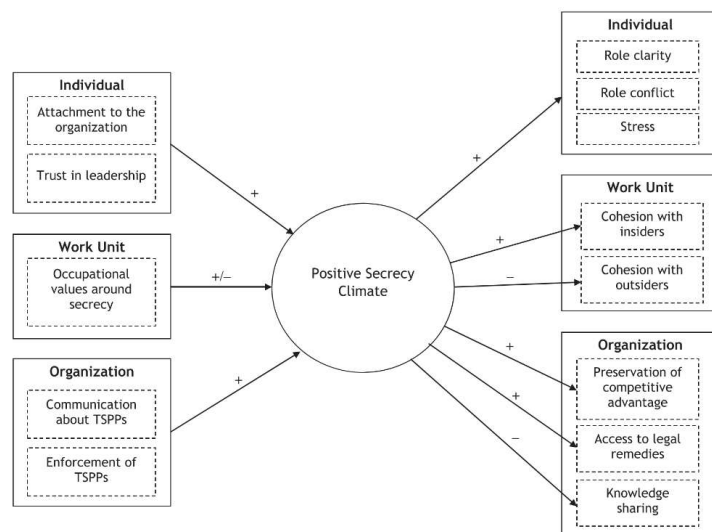 Individual
Attachment to the
organization
Trust in leadership
+
Work Unit
Occupational
values around
secrecy
+/−
Organization
Communication
about TSPPs
Enforcement of
TSPPs
+
Positive Secrecy
Climate
+
Individual
Role clarity
Role conflict
Stress
+
−
Work Unit
Cohesion with
insiders
Cohesion with
outsiders
+
+
−
Organization
Preservation of
competitive
advantage
Access to legal
remedies
Knowledge
sharing